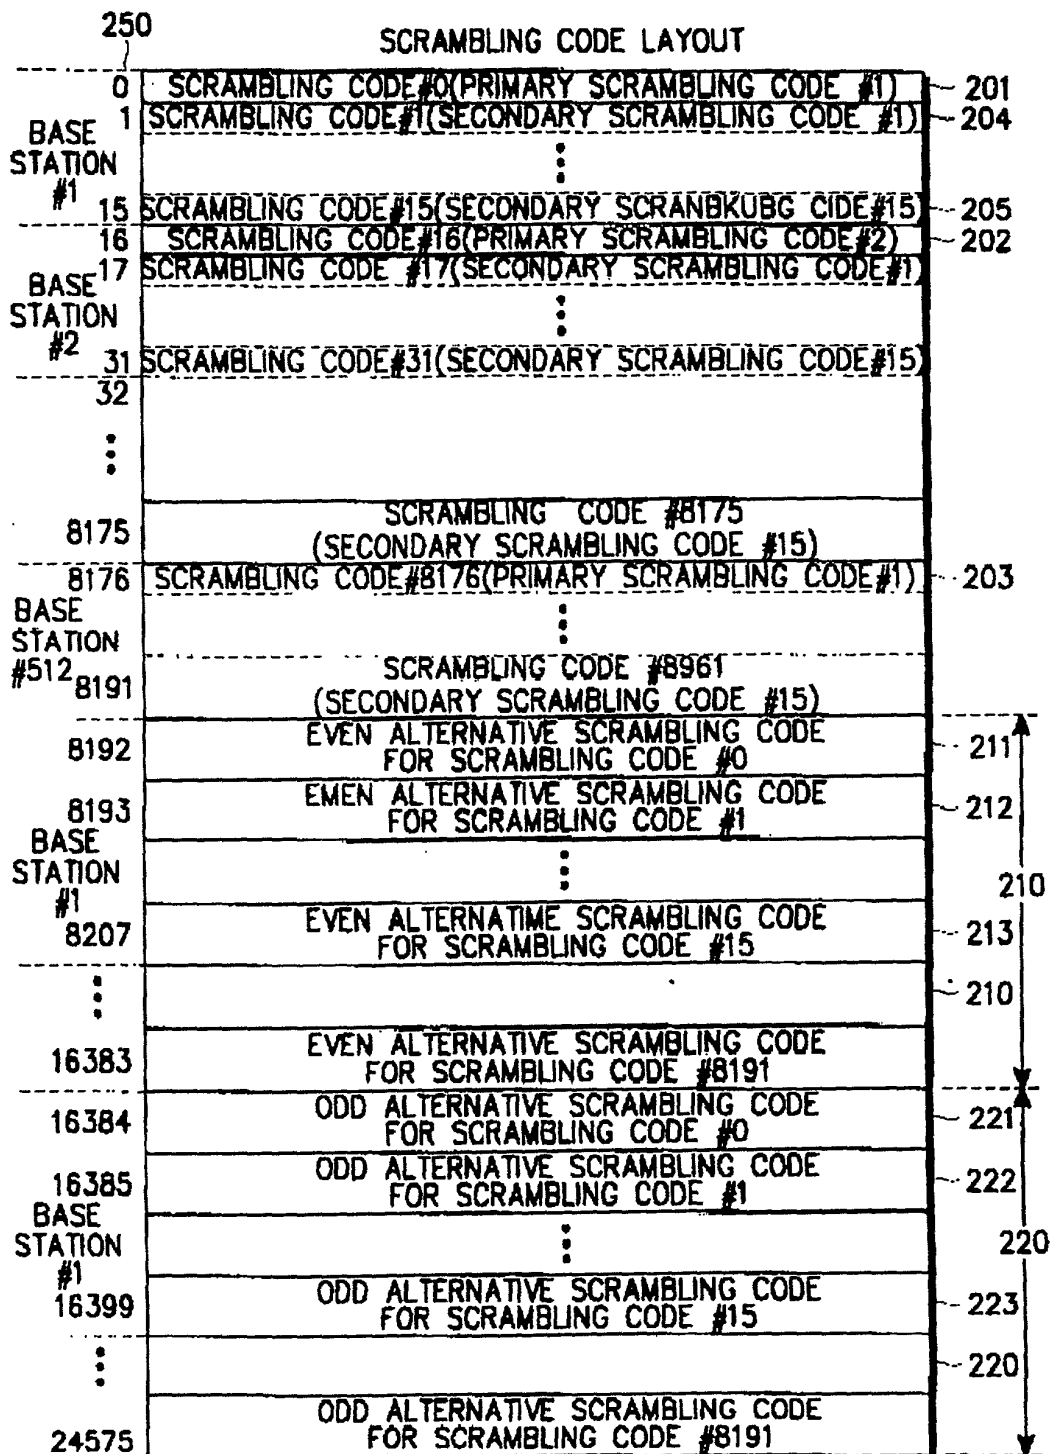 250
SCRAMBLING CODE LAYOUT
0 SCRAMBLING CODE#0(PRIMARY SCRAMBLING CODE #1) 201
1 SCRAMBLING CODE#1(SECONDARY SCRAMBLING CODE #1) 204
BASE
STATION
#1
15 SCRAMBLING CODE#15(SECONDARY SCRANBKUBG CIDE#15) 205
16 SCRAMBLING CODE#16(PRIMARY SCRAMBLING CODE#2) 202
17 SCRAMBLING CODE #17(SECONDARY SCRAMBLING CODE#1)
BASE
STATION
#2
31 SCRAMBLING CODE#31(SECONDARY SCRAMBLING CODE#15)
32
8175 SCRAMBLING CODE #8175
(SECONDARY SCRAMBLING CODE #15)
8176 SCRAMBLING CODE#8176(PRIMARY SCRAMBLING CODE#1) 203
BASE
STATION
#512
8191 SCRAMBLING CODE #8961
(SECONDARY SCRAMBLING CODE #15)
8192 EVEN ALTERNATIVE SCRAMBLING CODE 211
FOR SCRAMBLING CODE #0
8193 EMEN ALTERNATIVE SCRAMBLING CODE 212
FOR SCRAMBLING CODE #1
BASE
STATION
#1
210
8207 EVEN ALTERNATIME SCRAMBLING CODE 213
FOR SCRAMBLING CODE #15
210
16383 EVEN ALTERNATIVE SCRAMBLING CODE
FOR SCRAMBLING CODE #8191
16384 ODD ALTERNATIVE SCRAMBLING CODE 221
FOR SCRAMBLING CODE #0
16385 ODD ALTERNATIVE SCRAMBLING CODE 222
FOR SCRAMBLING CODE #1
BASE
STATION
#1
220
16399 ODD ALTERNATIVE SCRAMBLING CODE 223
FOR SCRAMBLING CODE #15
220
24575 ODD ALTERNATIVE SCRAMBLING CODE
FOR SCRAMBLING CODE #8191